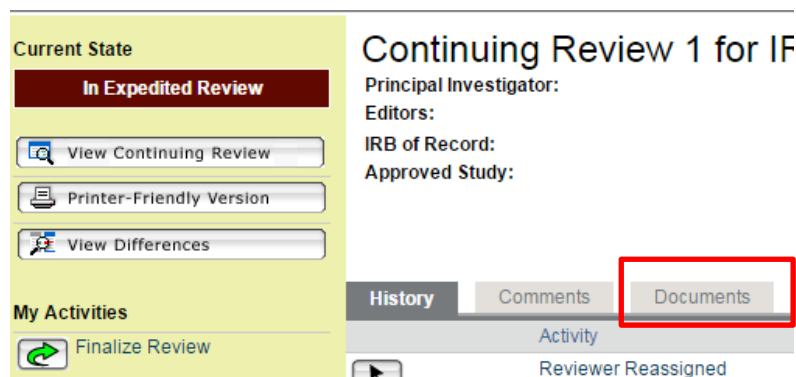 Current State
In Expedited Review
View Continuing Review
Printer-Friendly Version
View Differences
My Activities
Finalize Review
Continuing Review 1 for
Principal Investigator:
Editors:
IRB of Record:
Approved Study:
History
Comments
Documents
Activity
Reviewer Reassigned